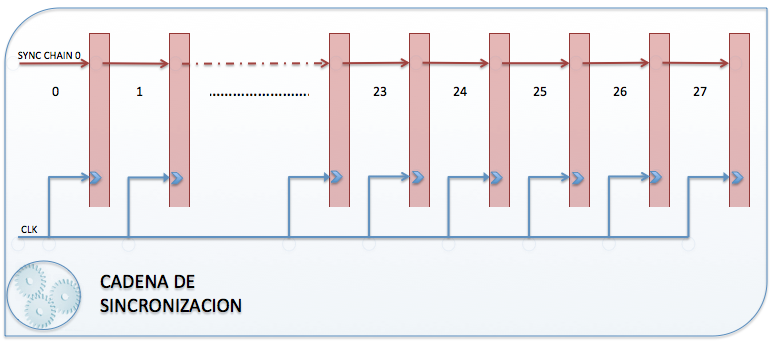 SYNC CHAIN 0
0 1 ............................ 23 24 25 26 27
CLK
CADENA DE
SINCRONIZACION